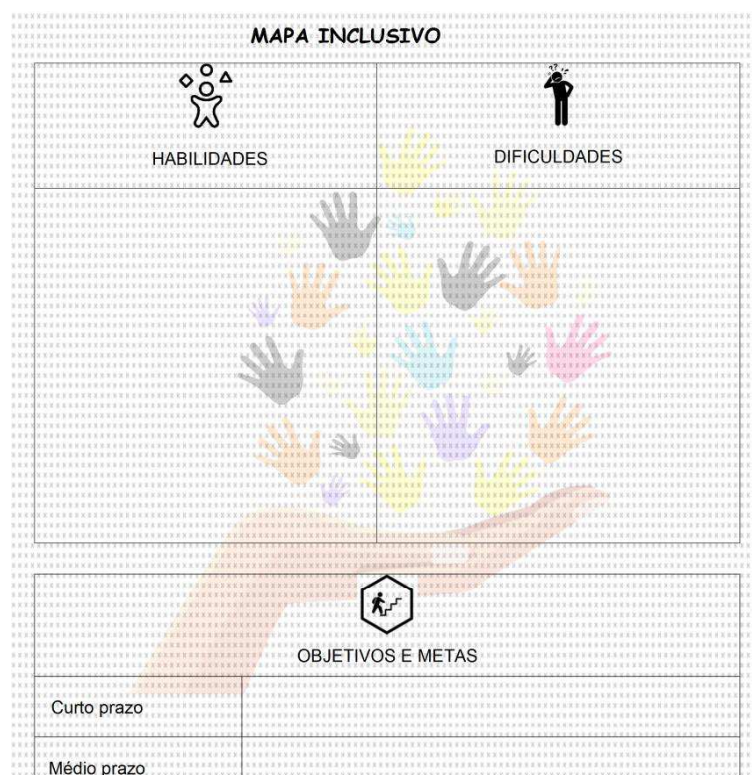 MAPA INCLUSIVO
HABILIDADES
DIFICULDADES
OBJETIVOS E METAS
Curto prazo
Médio prazo